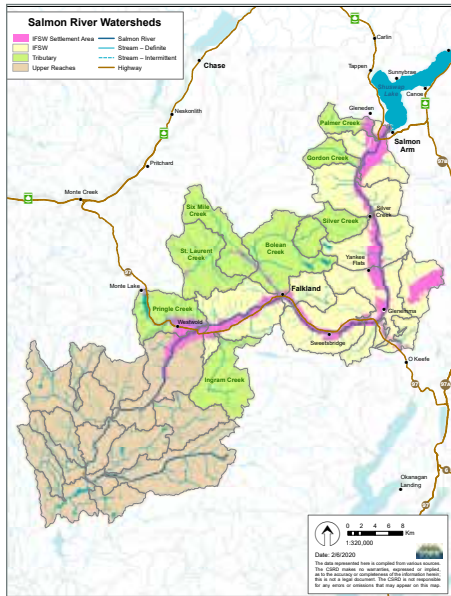 Salmon River Watersheds
IFSW Settlement Area
IFSW
Tributary
Upper Reaches
Salmon River
Stream – Definite
Stream – Intermittent
Highway
Carlin
Chase
Tappen
Sunnybrae
Shuswap
Lake
Canoe
Gleneden
Neskonlith
Palmer Creek
Salmon
Arm
Gordon Creek
97B
Pritchard
Monte Creek
Six Mile
Creek
Silver
Creek
Silver Creek
Bolean
Creek
St. Laurent
Creek
Yankee
Flats
97
Monte Lake
Falkland
Pringle Creek
Glenemma
Westwold
Sweetsbridge
O Keefe
Ingram Creek
97
97A
Okanagan
Landing
97
0 2 4 6 8
Km
1:320,000
Date: 2/6/2020
The data represented here is compiled from various sources.
The CSRD makes no warranties, expressed or implied,
as to the accuracy or completeness of the information herein;
this is not a legal document. The CSRD is not responsible
for any errors or omissions that may appear on this map.